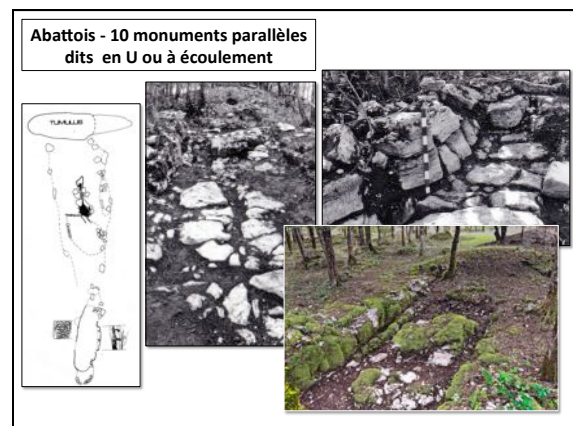 Abattois - 10 monuments parallèles
dits en U ou à écoulement
TUMULUS